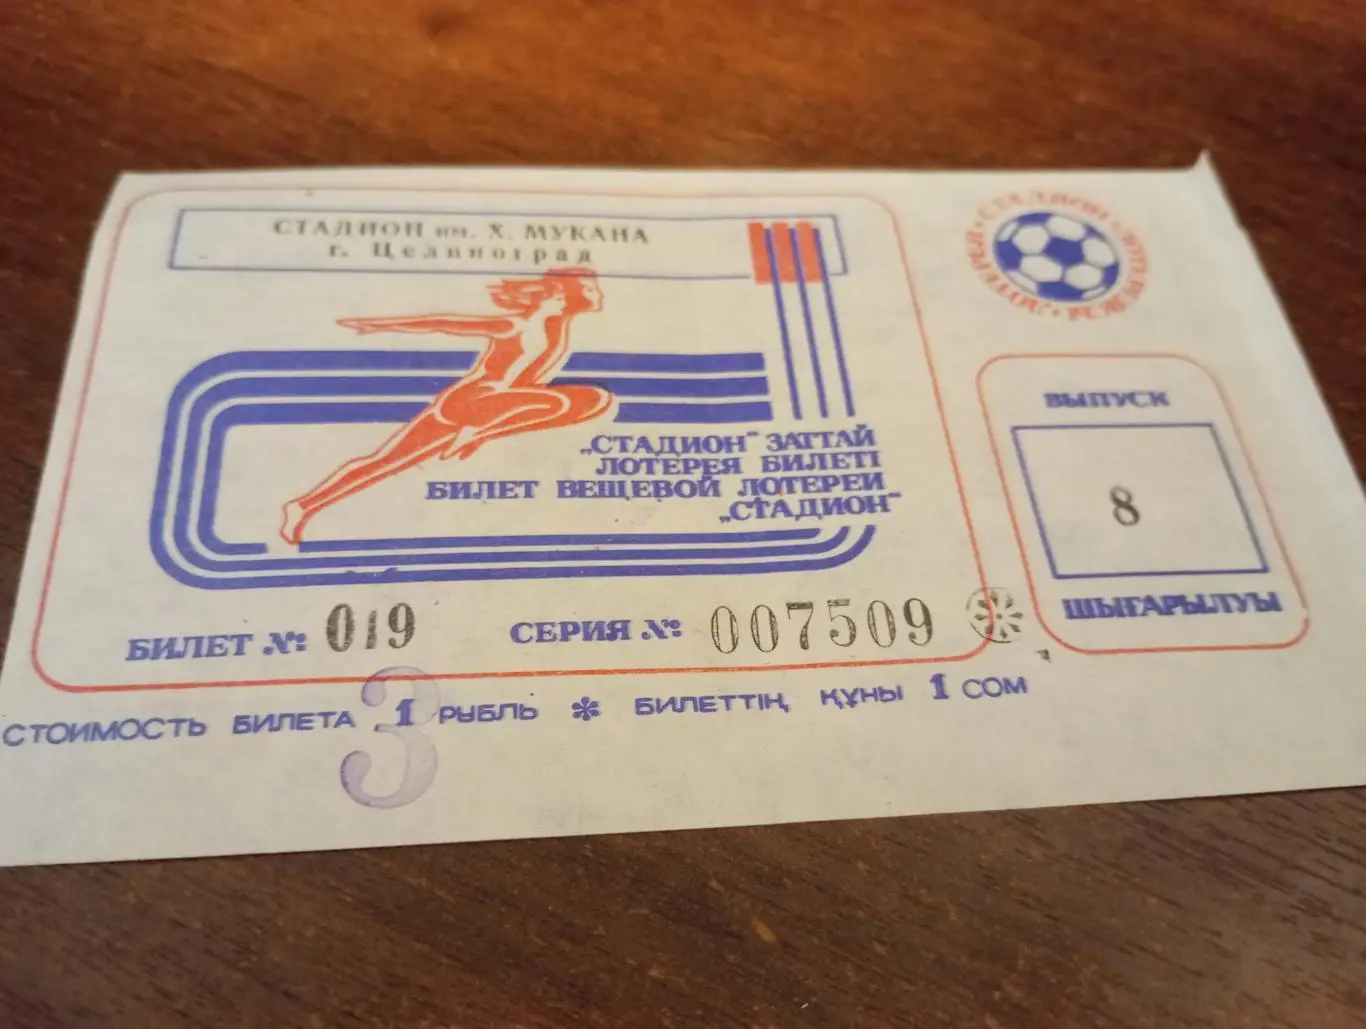 СТАДИОН им. Х. МУКАНА
г. Целиноград
„СТАДИОН" ЗАТТАЙ
ЛОТЕРЕЯ БИЛЕТІ
БИЛЕТ ВЕЩЕВОЙ ЛОТЕРЕИ
„СТАДИОН"
БИЛЕТ №: 019 СЕРИЯ №: 007509
СТОИМОСТЬ БИЛЕТА 1 РУБЛЬ * БИЛЕТТІҢ ҚҰНЫ 1 СОМ
3
СТАДИОН
ВЫПУСК
8
ШЫҒАРЫЛУЫ